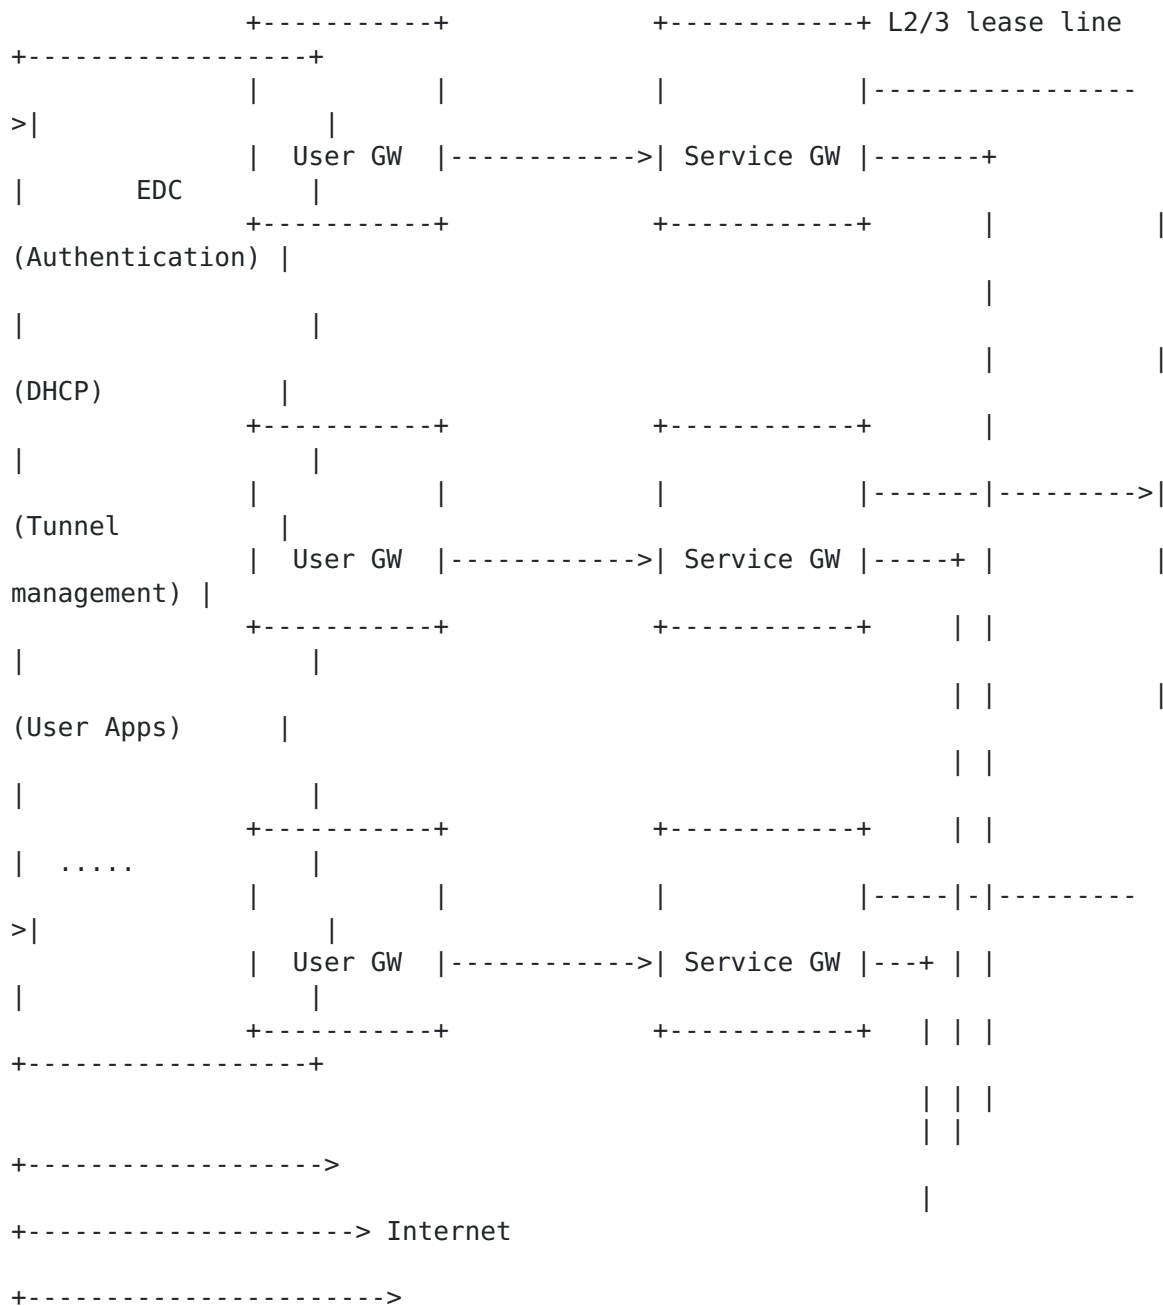 +-----------+             +------------+ L2/3 lease line
+------------------+
               |           |             |            |-----------------
>|                   |
               |  User GW  |------------>| Service GW |-------+
|       EDC        |
               +-----------+             +------------+       |          |
(Authentication) |
                                                              |
|                  |
                                                              |          |
(DHCP)           |
               +-----------+             +------------+       |
|                  |
               |           |             |            |-------|--------->|
(Tunnel          |
               |  User GW  |------------>| Service GW |-----+ |          |
management) |
               +-----------+             +------------+     | |
|                  |
                                                            | |          |
(User Apps)      |
                                                            | |
|                  |
               +-----------+             +------------+     | |
|  .....           |
               |           |             |            |-----|-|---------
>|                   |
               |  User GW  |------------>| Service GW |---+ | |
|                  |
               +-----------+             +------------+   | | |
+------------------+
                                                          | | |
                                                          | |
+------------------->
                                                          |
+---------------------> Internet

+----------------------->